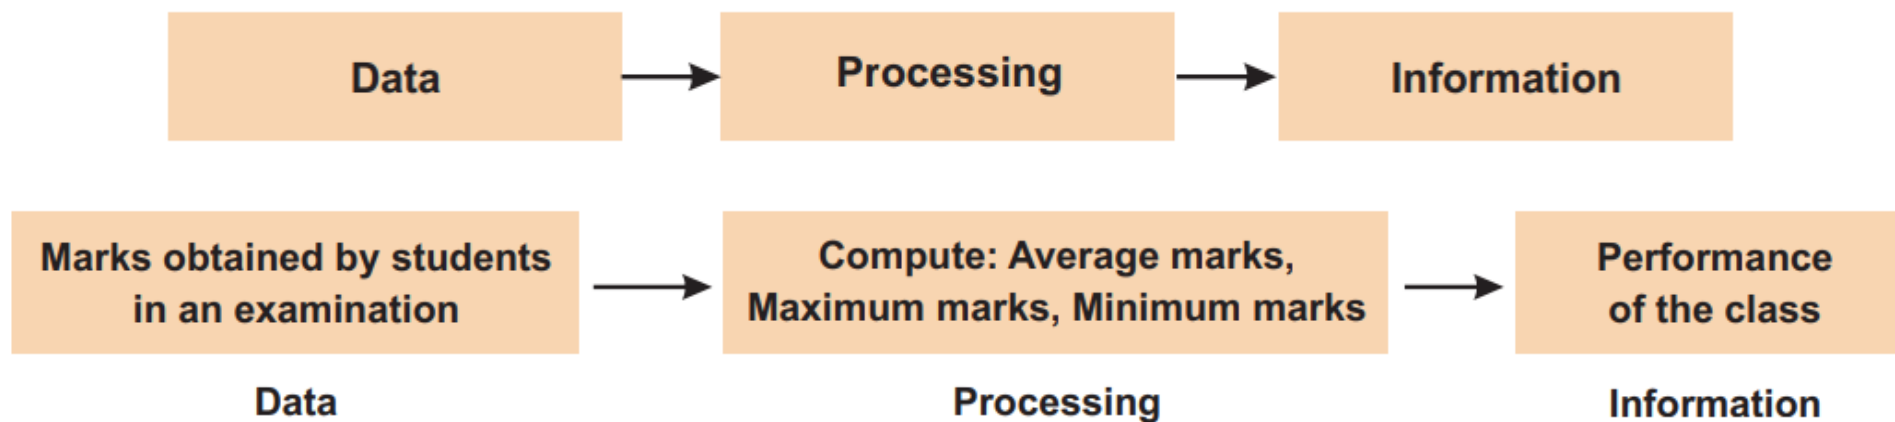 Data
Processing
Information
Marks obtained by students
in an examination
Compute: Average marks,
Maximum marks, Minimum marks
Performance
of the class
Data
Processing
Information